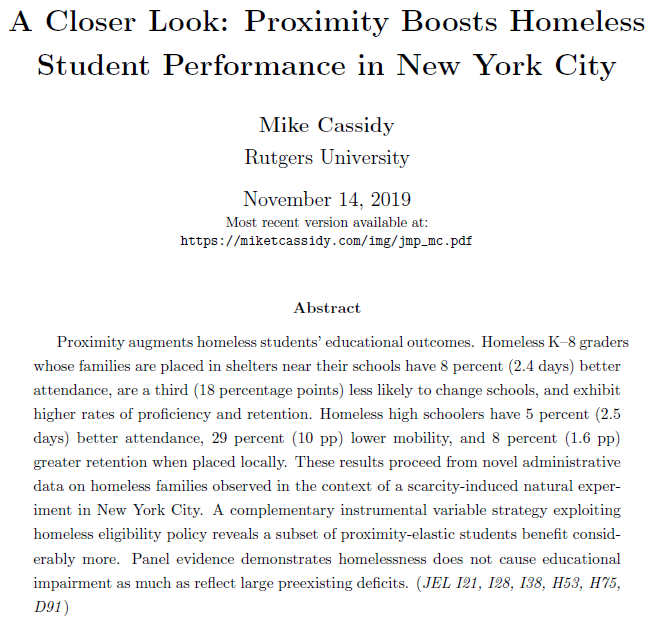 A Closer Look: Proximity Boosts Homeless
Student Performance in New York City
Mike Cassidy
Rutgers University
November 14, 2019
Most recent version available at:
https://miketcassidy.com/img/jmp_mc.pdf
Abstract
Proximity augments homeless students' educational outcomes. Homeless K–8 graders
whose families are placed in shelters near their schools have 8 percent (2.4 days) better
attendance, are a third (18 percentage points) less likely to change schools, and exhibit
higher rates of proficiency and retention. Homeless high schoolers have 5 percent (2.5
days) better attendance, 29 percent (10 pp) lower mobility, and 8 percent (1.6 pp)
greater retention when placed locally. These results proceed from novel administrative
data on homeless families observed in the context of a scarcity-induced natural exper-
iment in New York City. A complementary instrumental variable strategy exploiting
homeless eligibility policy reveals a subset of proximity-elastic students benefit consid-
erably more. Panel evidence demonstrates homelessness does not cause educational
impairment as much as reflect large preexisting deficits. (JEL I21, I28, I38, H53, H75,
D91)